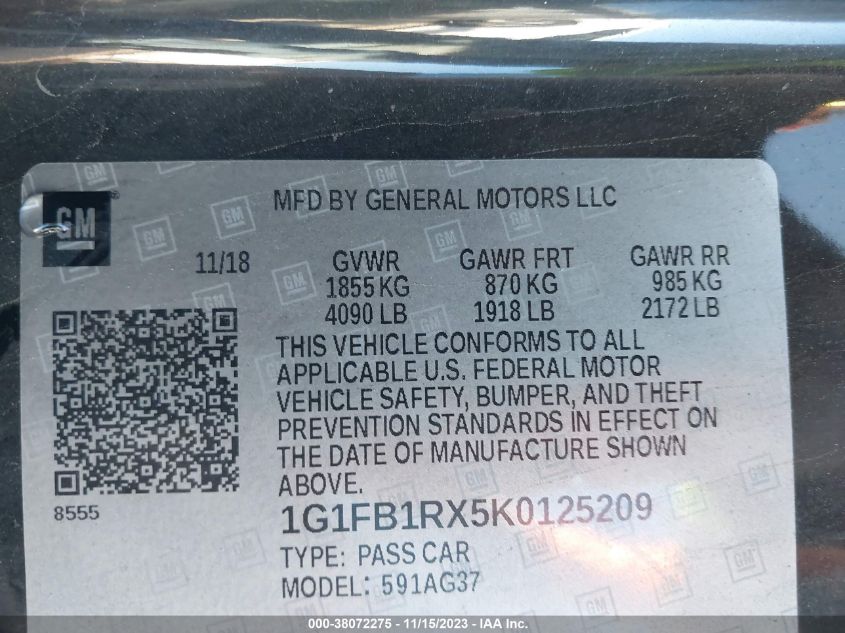 MFD BY GENERAL MOTORS LLC
GM
11/18 GVWR GAWR FRT GAWR RR
1855 KG 870 KG 985 KG
4090 LB 1918 LB 2172 LB
THIS VEHICLE CONFORMS TO ALL
APPLICABLE U.S. FEDERAL MOTOR
VEHICLE SAFETY, BUMPER, AND THEFT
PREVENTION STANDARDS IN EFFECT ON
THE DATE OF MANUFACTURE SHOWN
ABOVE.
8555
1G1FB1RX5K0125209
TYPE: PASS CAR
MODEL: 591AG37
000-38072275 - 11/15/2023 - IAA Inc.